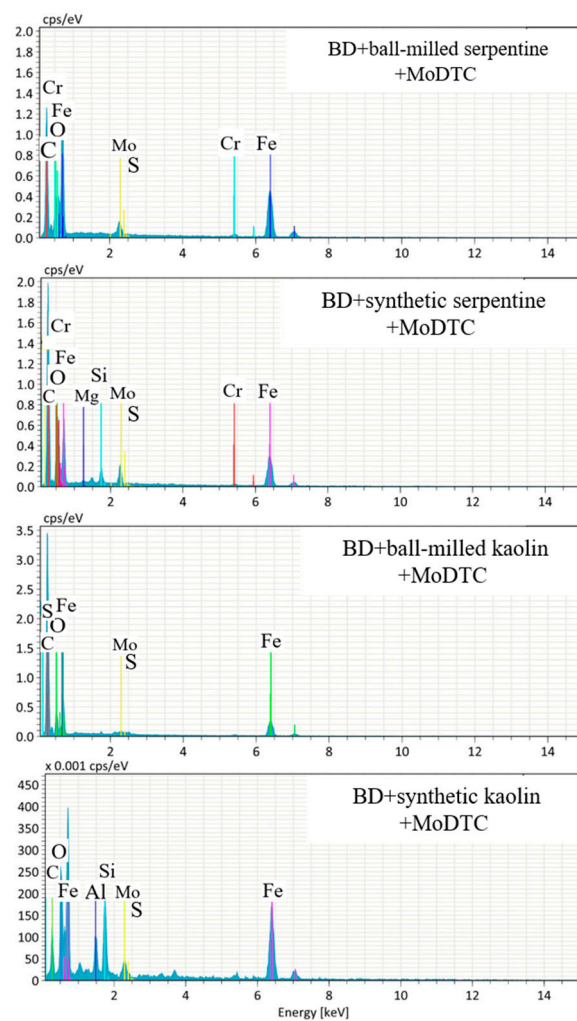 cps/eV
BD+ball-milled serpentine
+MoDTC
2.0
1.8
1.6
1.4
1.2
1.0
0.8
0.6
0.4
0.2
0.0
Cr
Fe
O
C
Mo
S
Cr
Fe
2 4 6 8 10 12 14
cps/eV
BD+synthetic serpentine
+MoDTC
2.0
1.8
1.6
1.4
1.2
1.0
0.8
0.6
0.4
0.2
0.0
Cr
Fe
O
Si
C
Mg
Mo
S
Cr
Fe
2 4 6 8 10 12 14
cps/eV
BD+ball-milled kaolin
+MoDTC
3.5
3.0
2.5
2.0
1.5
1.0
0.5
0.0
S
Fe
O
C
Mo
S
Fe
2 4 6 8 10 12 14
x 0.001 cps/eV
BD+synthetic kaolin
+MoDTC
450
400
350
300
250
200
150
100
50
0
O
C
Fe
Si
Al
Mo
S
Fe
2 4 6 8 10 12 14
Energy [keV]